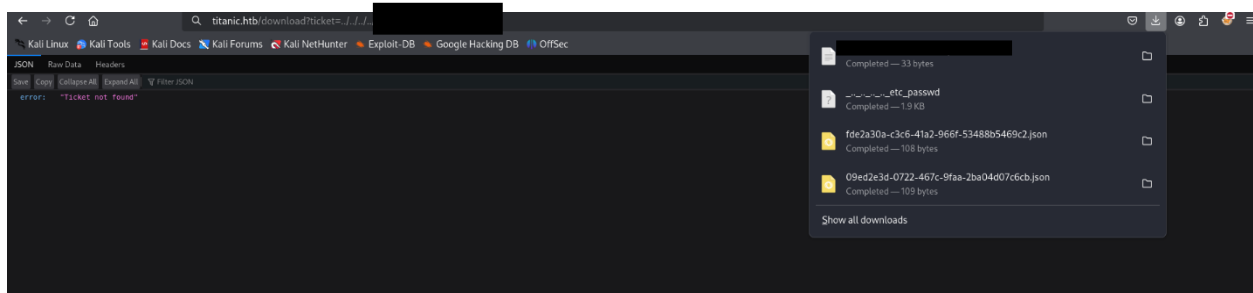 titanic.htb/download?ticket=../../../..
Kali Linux Kali Tools Kali Docs Kali Forums Kali NetHunter Exploit-DB Google Hacking DB OffSec
JSON Raw Data Headers
Save Copy Collapse All Expand All Filter JSON
error: "Ticket not found"
Completed — 33 bytes
_.._.._.._.._etc_passwd
Completed — 1.9 KB
fde2a30a-c3c6-41a2-966f-53488b5469c2.json
Completed — 108 bytes
09ed2e3d-0722-467c-9faa-2ba04d07c6cb.json
Completed — 109 bytes
Show all downloads